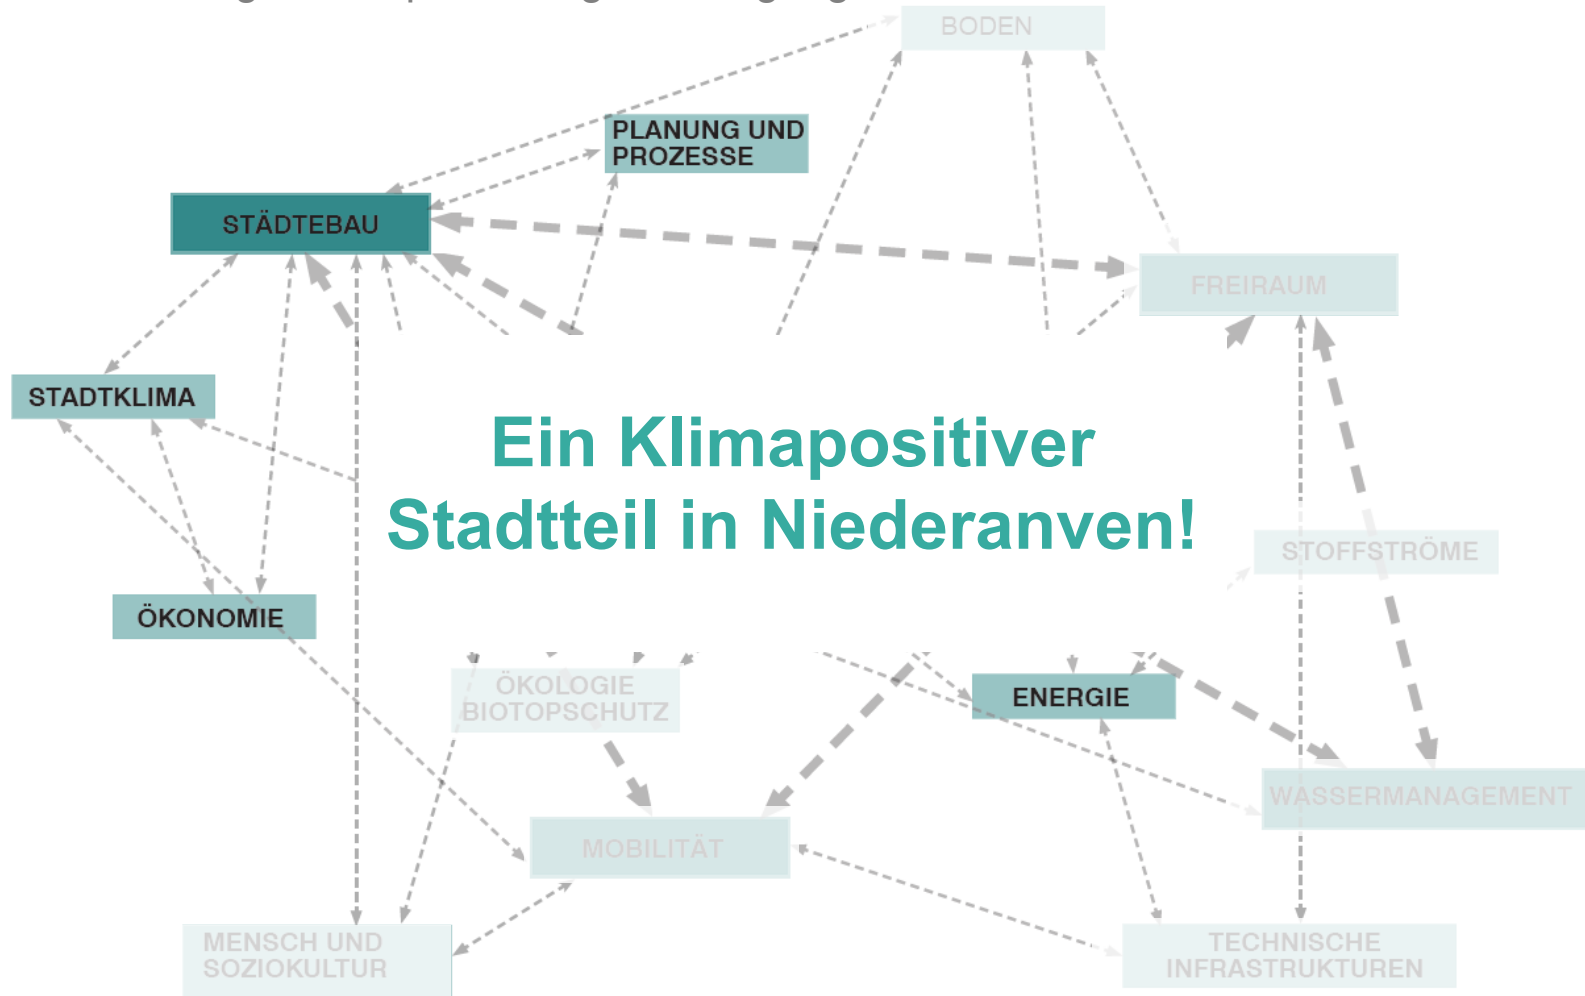 BODEN
PLANUNG UND
PROZESSE
STÄDTEBAU
FREIRAUM
STADTKLIMA
Ein Klimapositiver
Stadtteil in Niederanven!
STOFFSTRÖME
ÖKONOMIE
ÖKOLOGIE
BIOTOPSCHUTZ
ENERGIE
WASSERMANAGEMENT
MOBILITÄT
MENSCH UND
SOZIOKULTUR
TECHNISCHE
INFRASTRUKTUREN